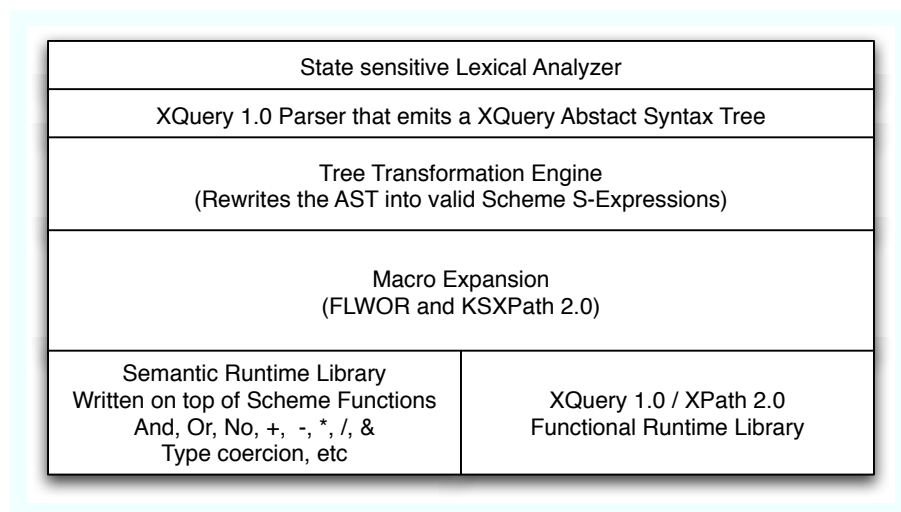 State sensitive Lexical Analyzer
XQuery 1.0 Parser that emits a XQuery Abstact Syntax Tree
Tree Transformation Engine
(Rewrites the AST into valid Scheme S-Expressions)
Macro Expansion
(FLWOR and KSXPath 2.0)
Semantic Runtime Library
Written on top of Scheme Functions
And, Or, No, +, -, *, /, &
Type coercion, etc
XQuery 1.0 / XPath 2.0
Functional Runtime Library